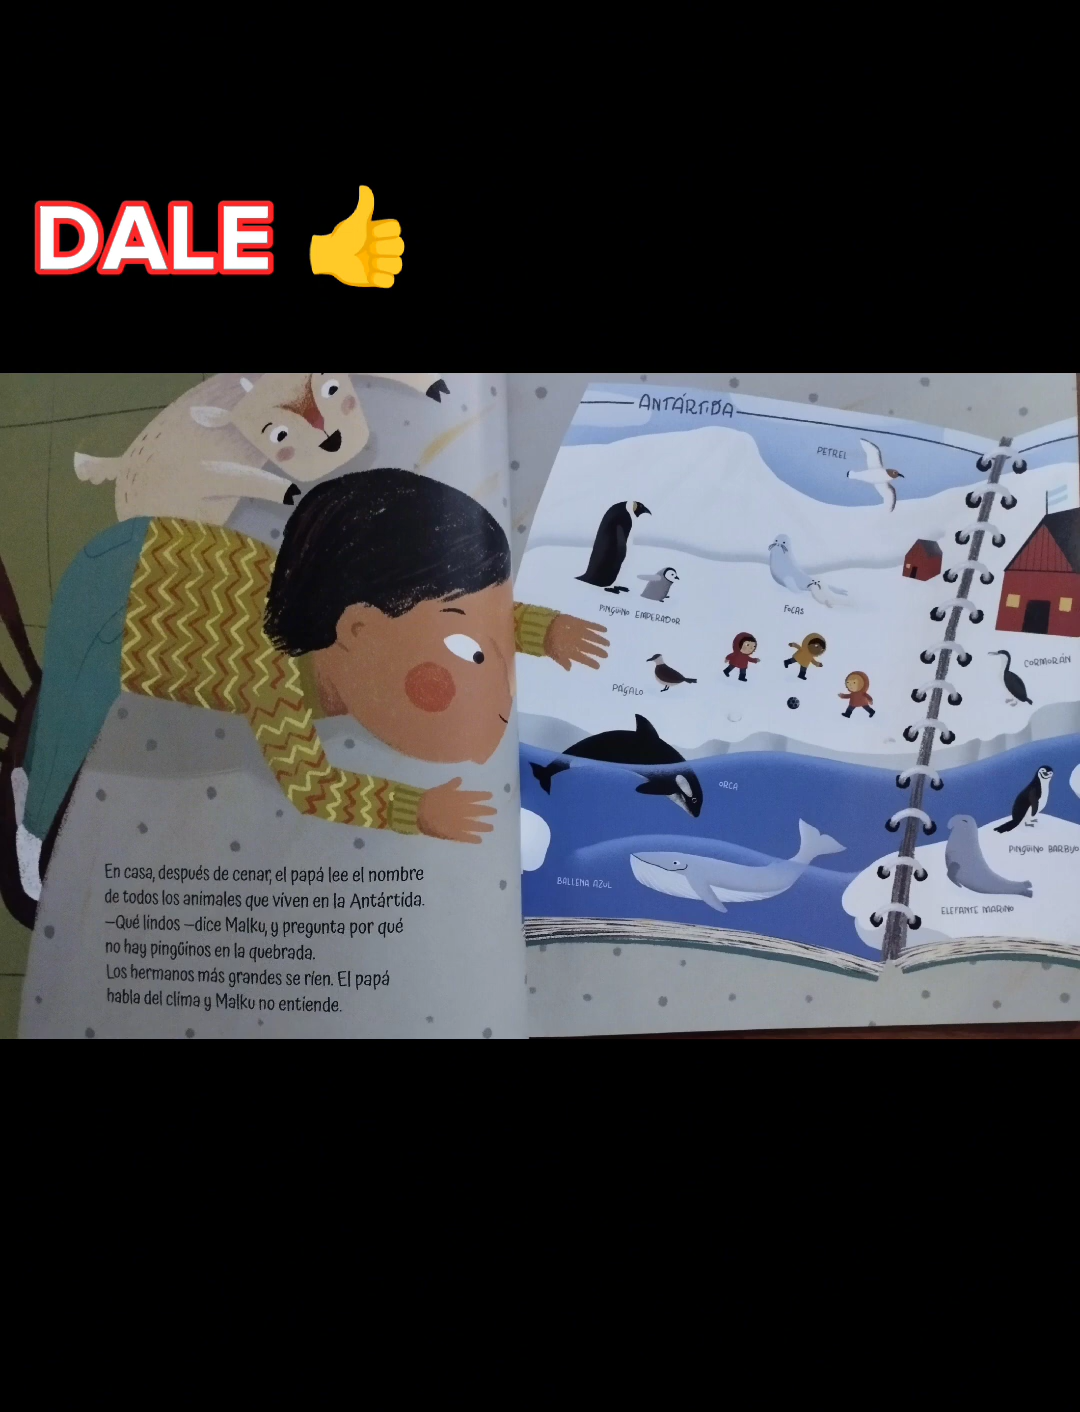 DALE 👍
En casa, después de cenar, el papá lee el nombre
de todos los animales que viven en la Antártida.
—Qué lindos —dice Malku, y pregunta por qué
no hay pingüinos en la quebrada.
Los hermanos más grandes se ríen. El papá
habla del clima y Malku no entiende.
ANTÁRTIDA
PETREL
PINGÜINO EMPERADOR
FOCAS
PÁGALO
CORMORÁN
ORCA
BALLENA AZUL
PINGÜINO BARBIJO
ELEFANTE MARINO